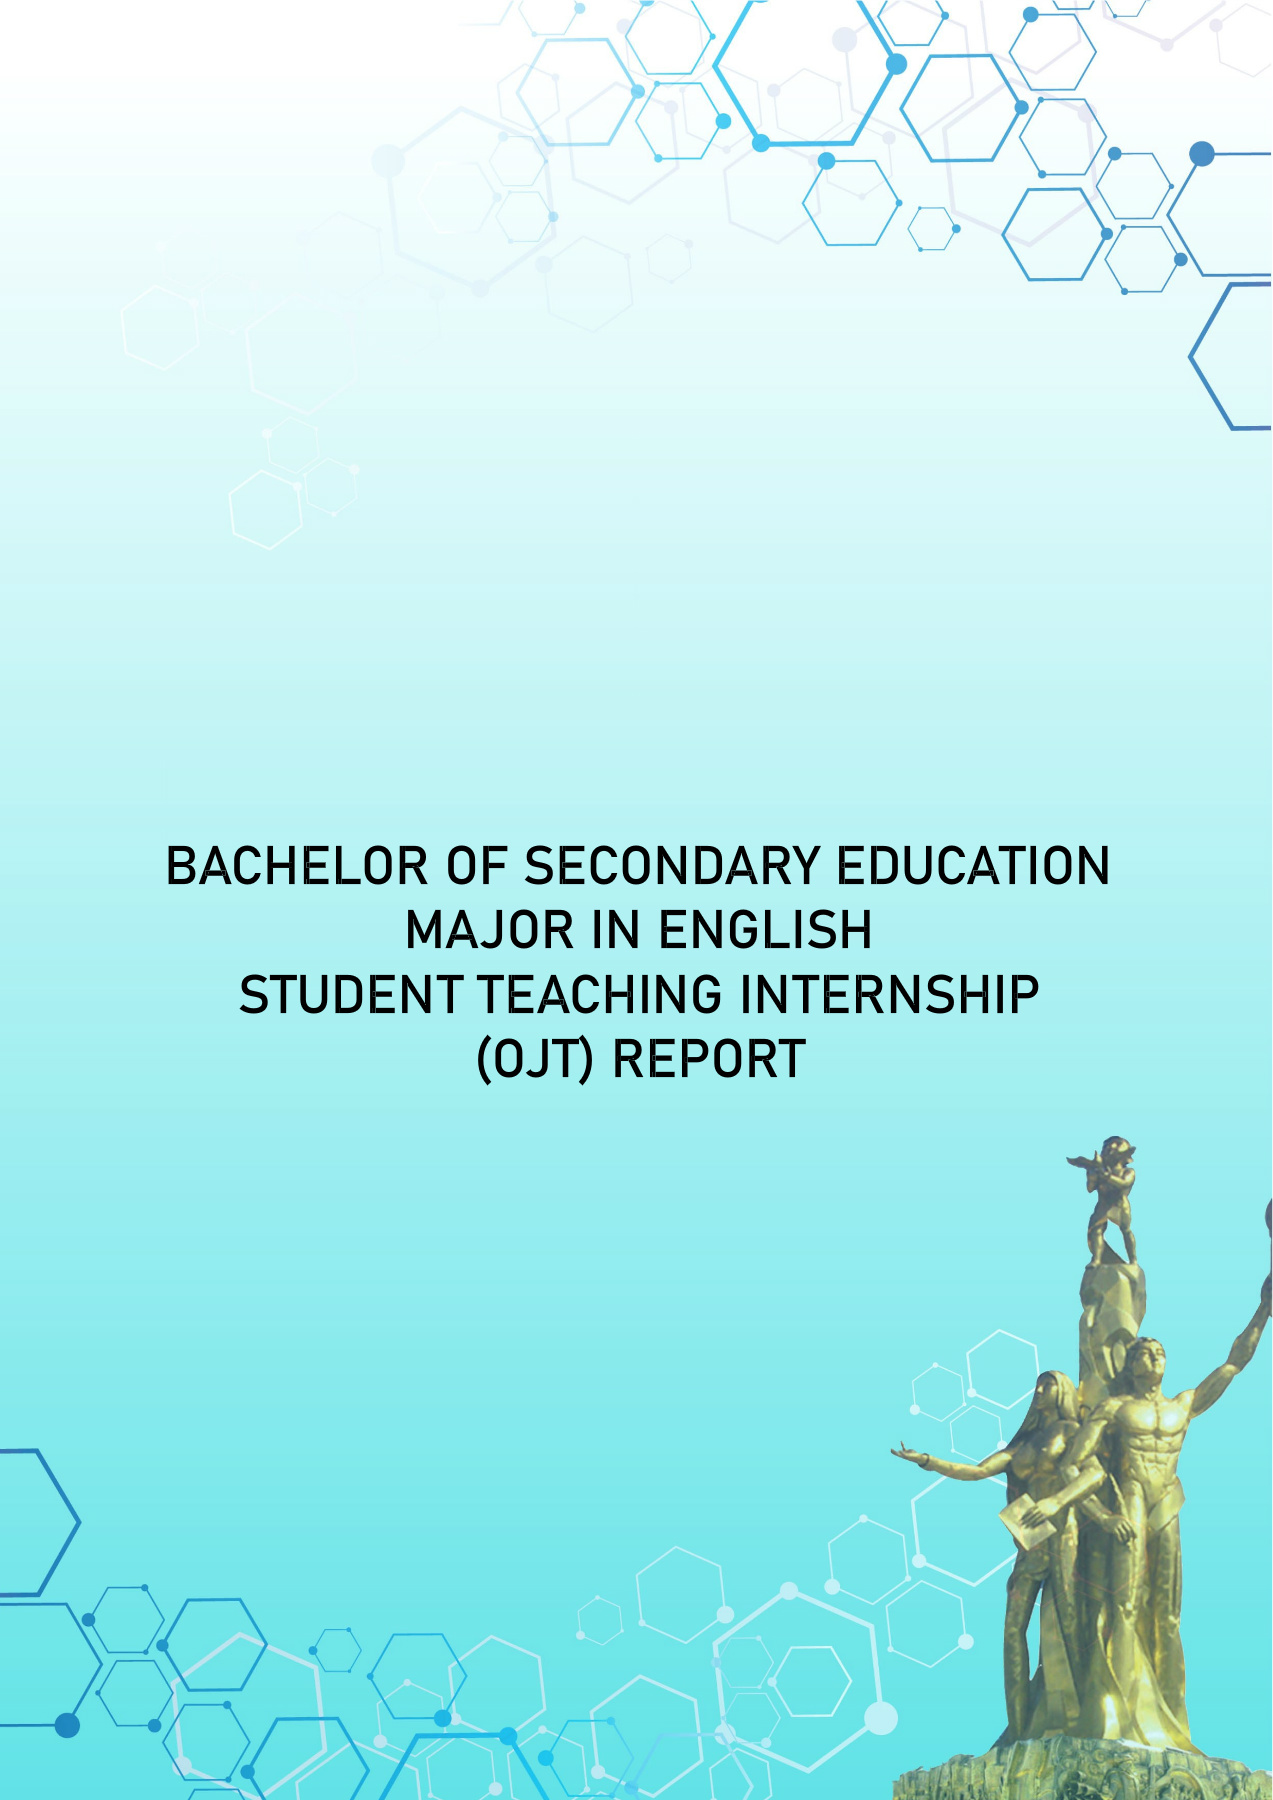 BACHELOR OF SECONDARY EDUCATION
MAJOR IN ENGLISH
STUDENT TEACHING INTERNSHIP
(OJT) REPORT